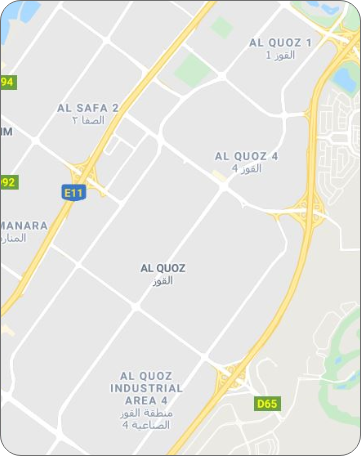 AL QUOZ 1
القوز 1
94
AL SAFA 2
الصفا ٢
IM
AL QUOZ 4
القوز 4
D92
E11
MANARA
المنارة
AL QUOZ
القوز
AL QUOZ
INDUSTRIAL
AREA 4
منطقة القوز
الصناعية 4
D65